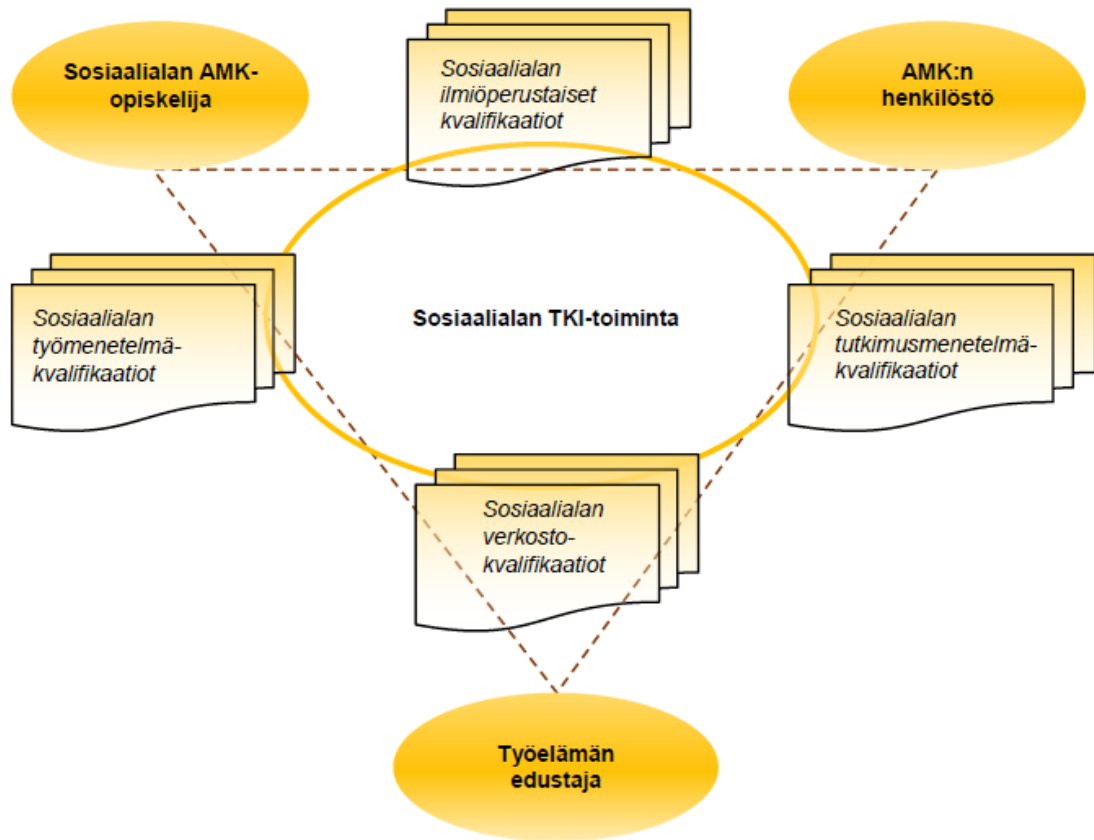 Sosiaalialan AMK-
opiskelija
Sosiaalialan
ilmiöperustaiset
kvalifikaatiot
AMK:n
henkilöstö
Sosiaalialan
työmenetelmä-
kvalifikaatiot
Sosiaalialan TKI-toiminta
Sosiaalialan
tutkimusmenetelmä-
kvalifikaatiot
Sosiaalialan
verkosto-
kvalifikaatiot
Työelämän
edustaja